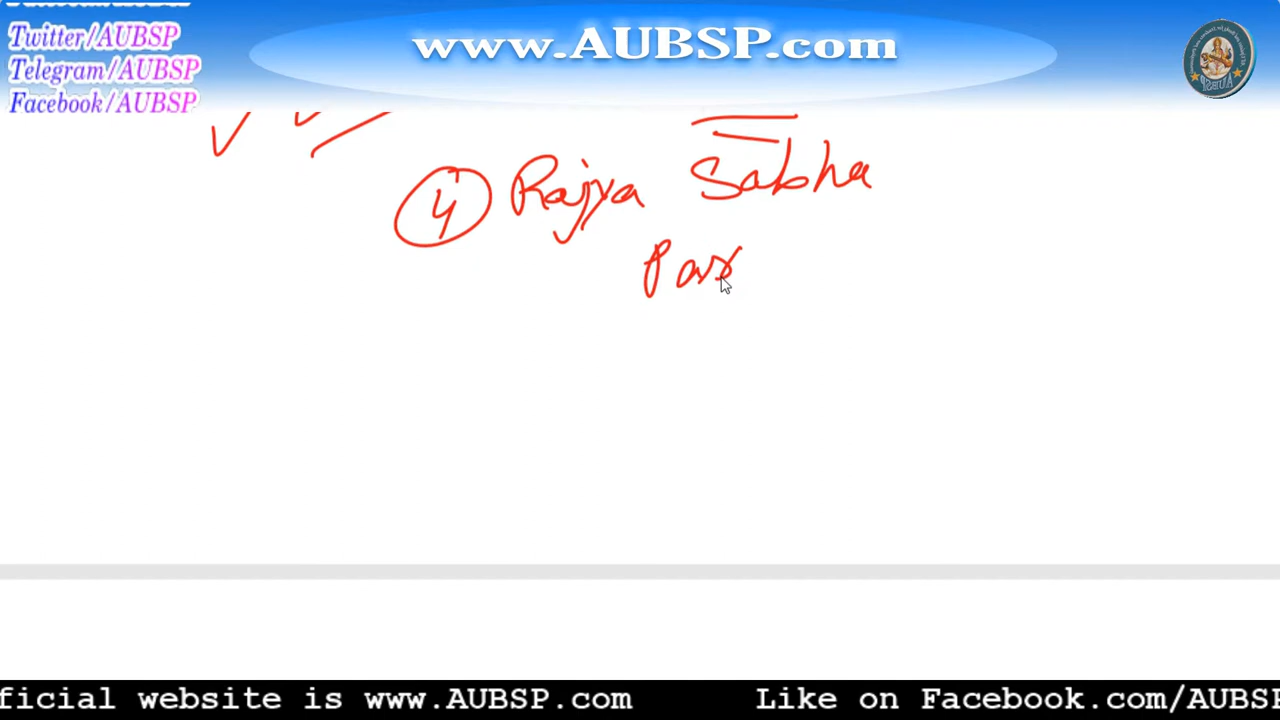 Twitter/AUBSP
Telegram/AUBSP
Facebook/AUBSP
www.AUBSP.com
4 Rajya Sabha
ficial website is www.AUBSP.com Like on Facebook.com/AUBSP